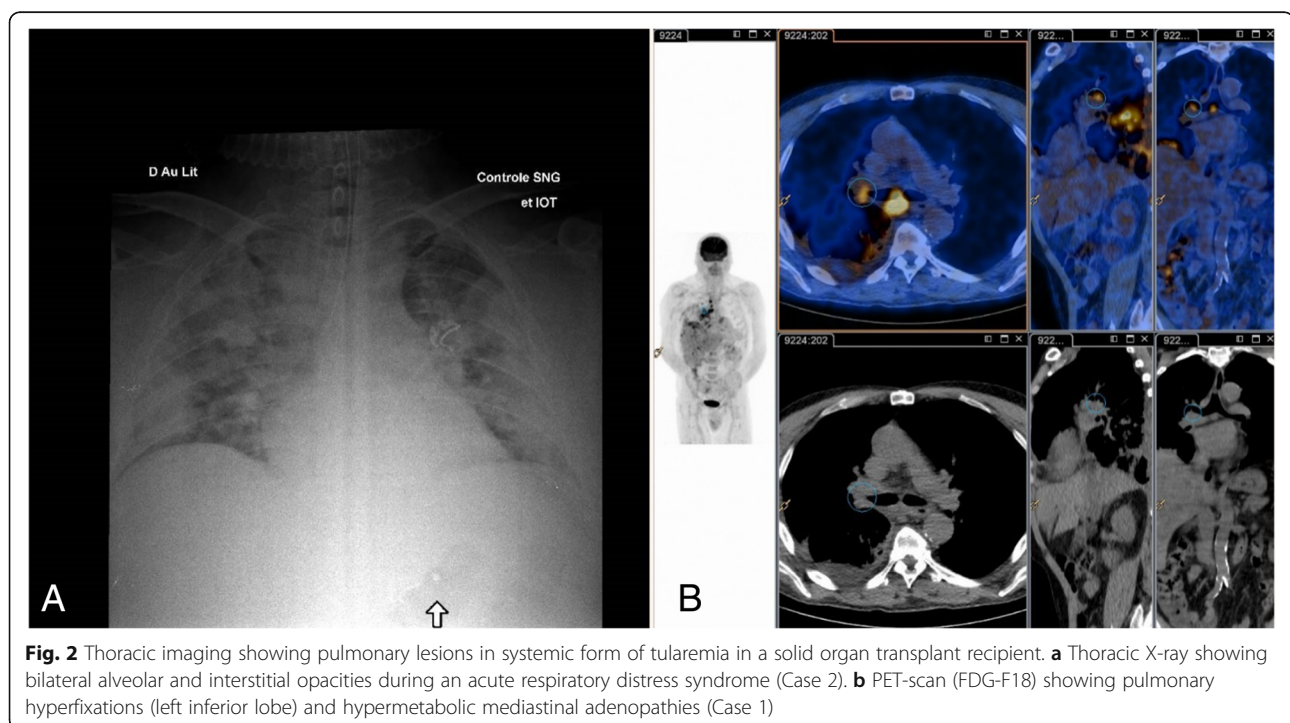 D Au Lit
Controle SNG
et IOT
A
9224
9224:202
922...
922...
9224:202
922...
922...
B
Fig. 2 Thoracic imaging showing pulmonary lesions in systemic form of tularemia in a solid organ transplant recipient. a Thoracic X-ray showing
bilateral alveolar and interstitial opacities during an acute respiratory distress syndrome (Case 2). b PET-scan (FDG-F18) showing pulmonary
hyperfixations (left inferior lobe) and hypermetabolic mediastinal adenopathies (Case 1)